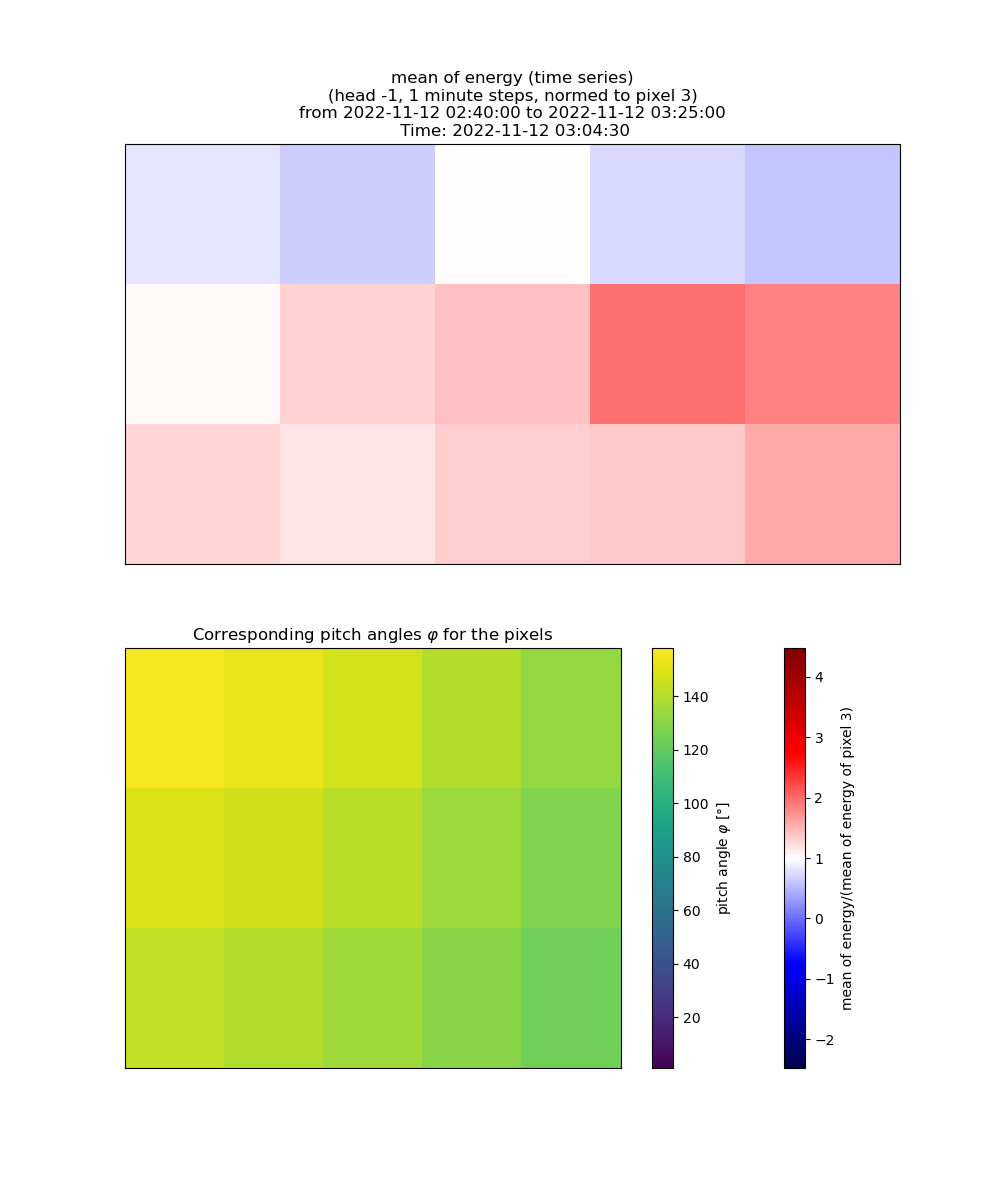 mean of energy (time series)
(head -1, 1 minute steps, normed to pixel 3)
from 2022-11-12 02:40:00 to 2022-11-12 03:25:00
Time: 2022-11-12 03:04:30
Corresponding pitch angles φ for the pixels
140
120
100
80
60
40
20
pitch angle φ [°]
4
3
2
1
0
−1
−2
mean of energy/(mean of energy of pixel 3)